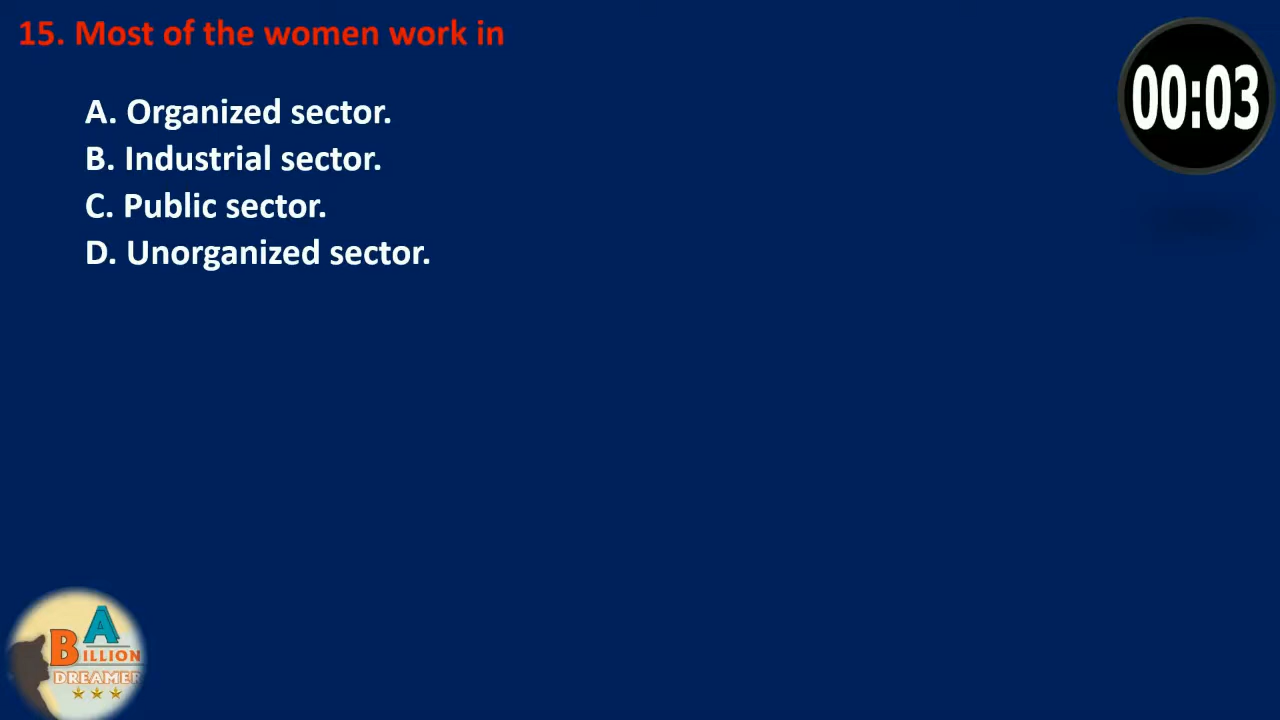 15. Most of the women work in
00:03
A. Organized sector.
B. Industrial sector.
C. Public sector.
D. Unorganized sector.
A
BILLION
DREAMER